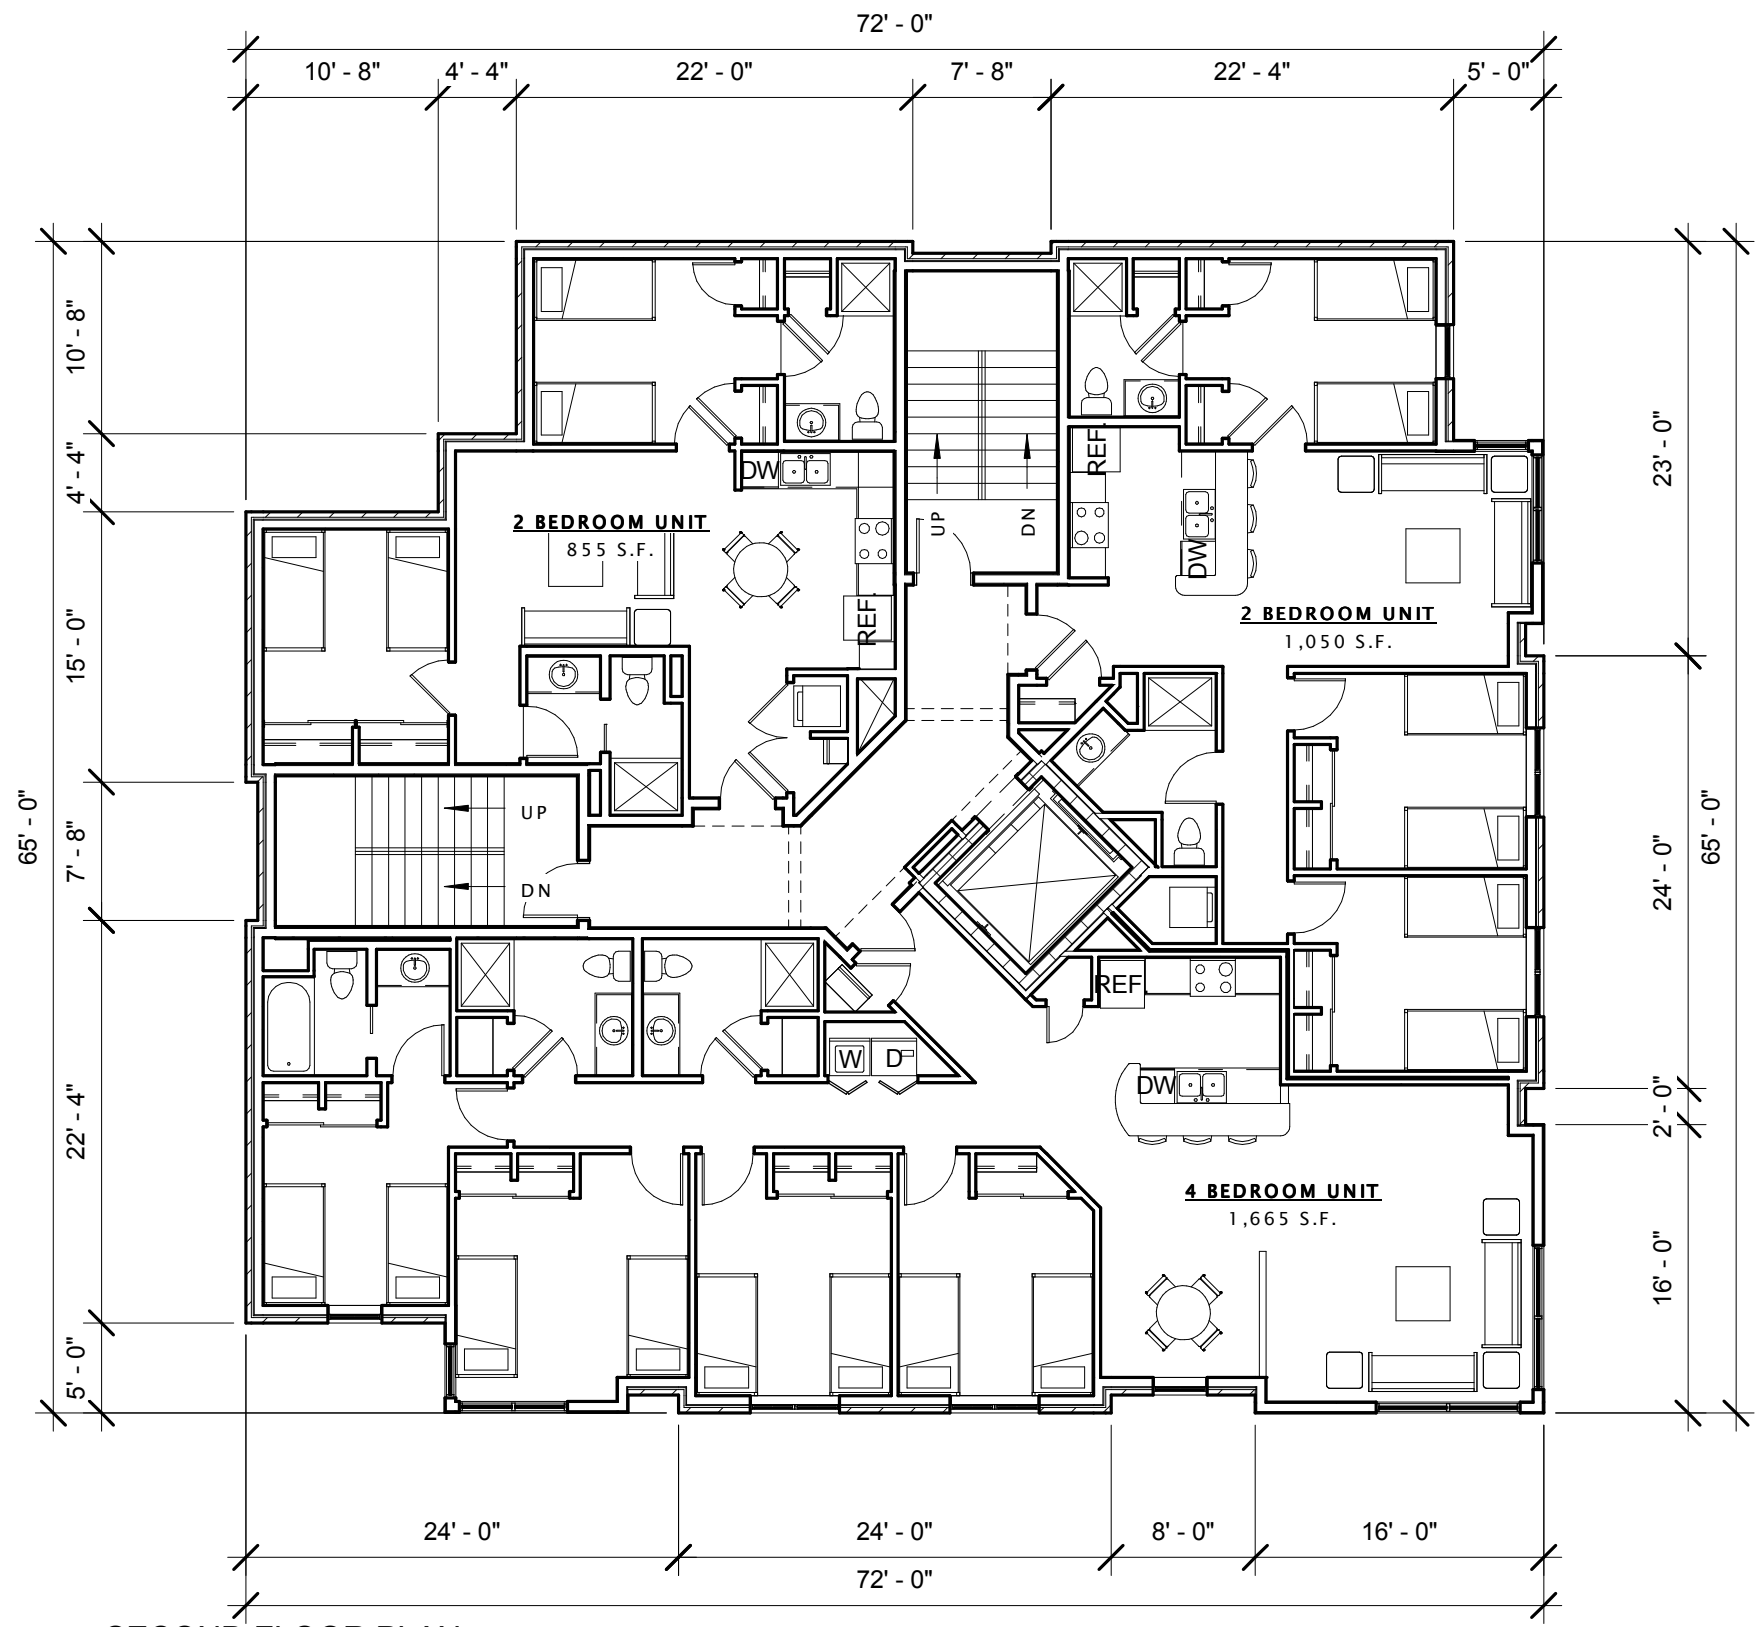 72' - 0"
10' - 8" 4' - 4" 22' - 0" 7' - 8" 22' - 4" 5' - 0"
10' - 8"
4' - 4"
15' - 0"
7' - 8"
22' - 4"
5' - 0"
65' - 0"
23' - 0"
24' - 0"
2' - 0"
16' - 0"
65' - 0"
DW
2 BEDROOM UNIT
855 S.F.
REF.
UP
DN
REF.
DW
2 BEDROOM UNIT
1,050 S.F.
UP
DN
REF.
W D
DW
4 BEDROOM UNIT
1,665 S.F.
24' - 0" 24' - 0" 8' - 0" 16' - 0"
72' - 0"
SECOND FLOOR PLAN